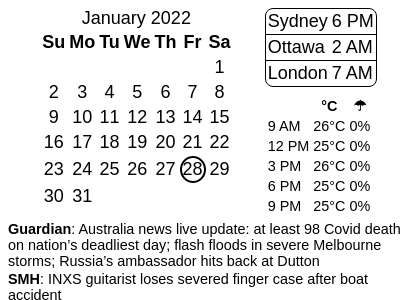 January 2022
Su Mo Tu We Th Fr Sa
1
2 3 4 5 6 7 8
9 10 11 12 13 14 15
16 17 18 19 20 21 22
23 24 25 26 27 28 29
30 31
Sydney 6 PM
Ottawa 2 AM
London 7 AM
°C ☂
9 AM 26°C 0%
12 PM 25°C 0%
3 PM 26°C 0%
6 PM 25°C 0%
9 PM 25°C 0%
Guardian: Australia news live update: at least 98 Covid death
on nation’s deadliest day; flash floods in severe Melbourne
storms; Russia’s ambassador hits back at Dutton
SMH: INXS guitarist loses severed finger case after boat
accident